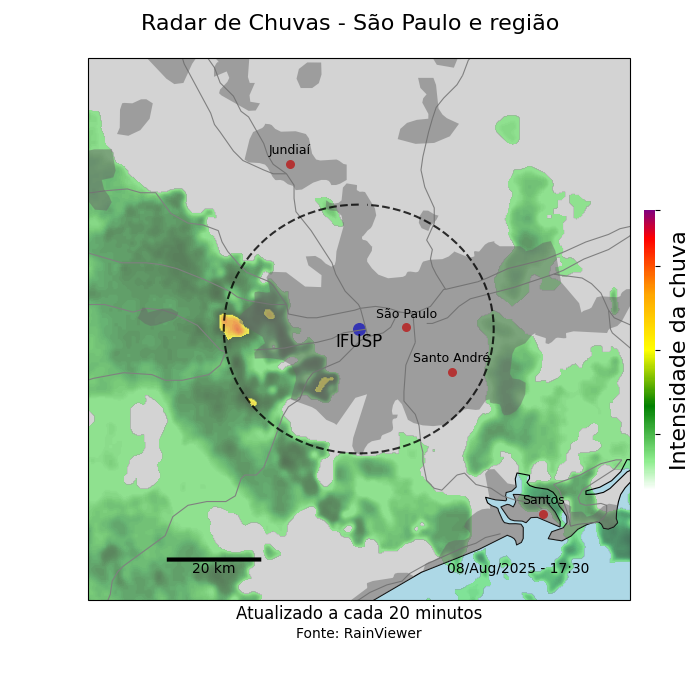 Radar de Chuvas - São Paulo e região
Jundiaí
São Paulo
IFUSP
Santo André
Santos
20 km
08/Aug/2025 - 17:30
Intensidade da chuva
Atualizado a cada 20 minutos
Fonte: RainViewer